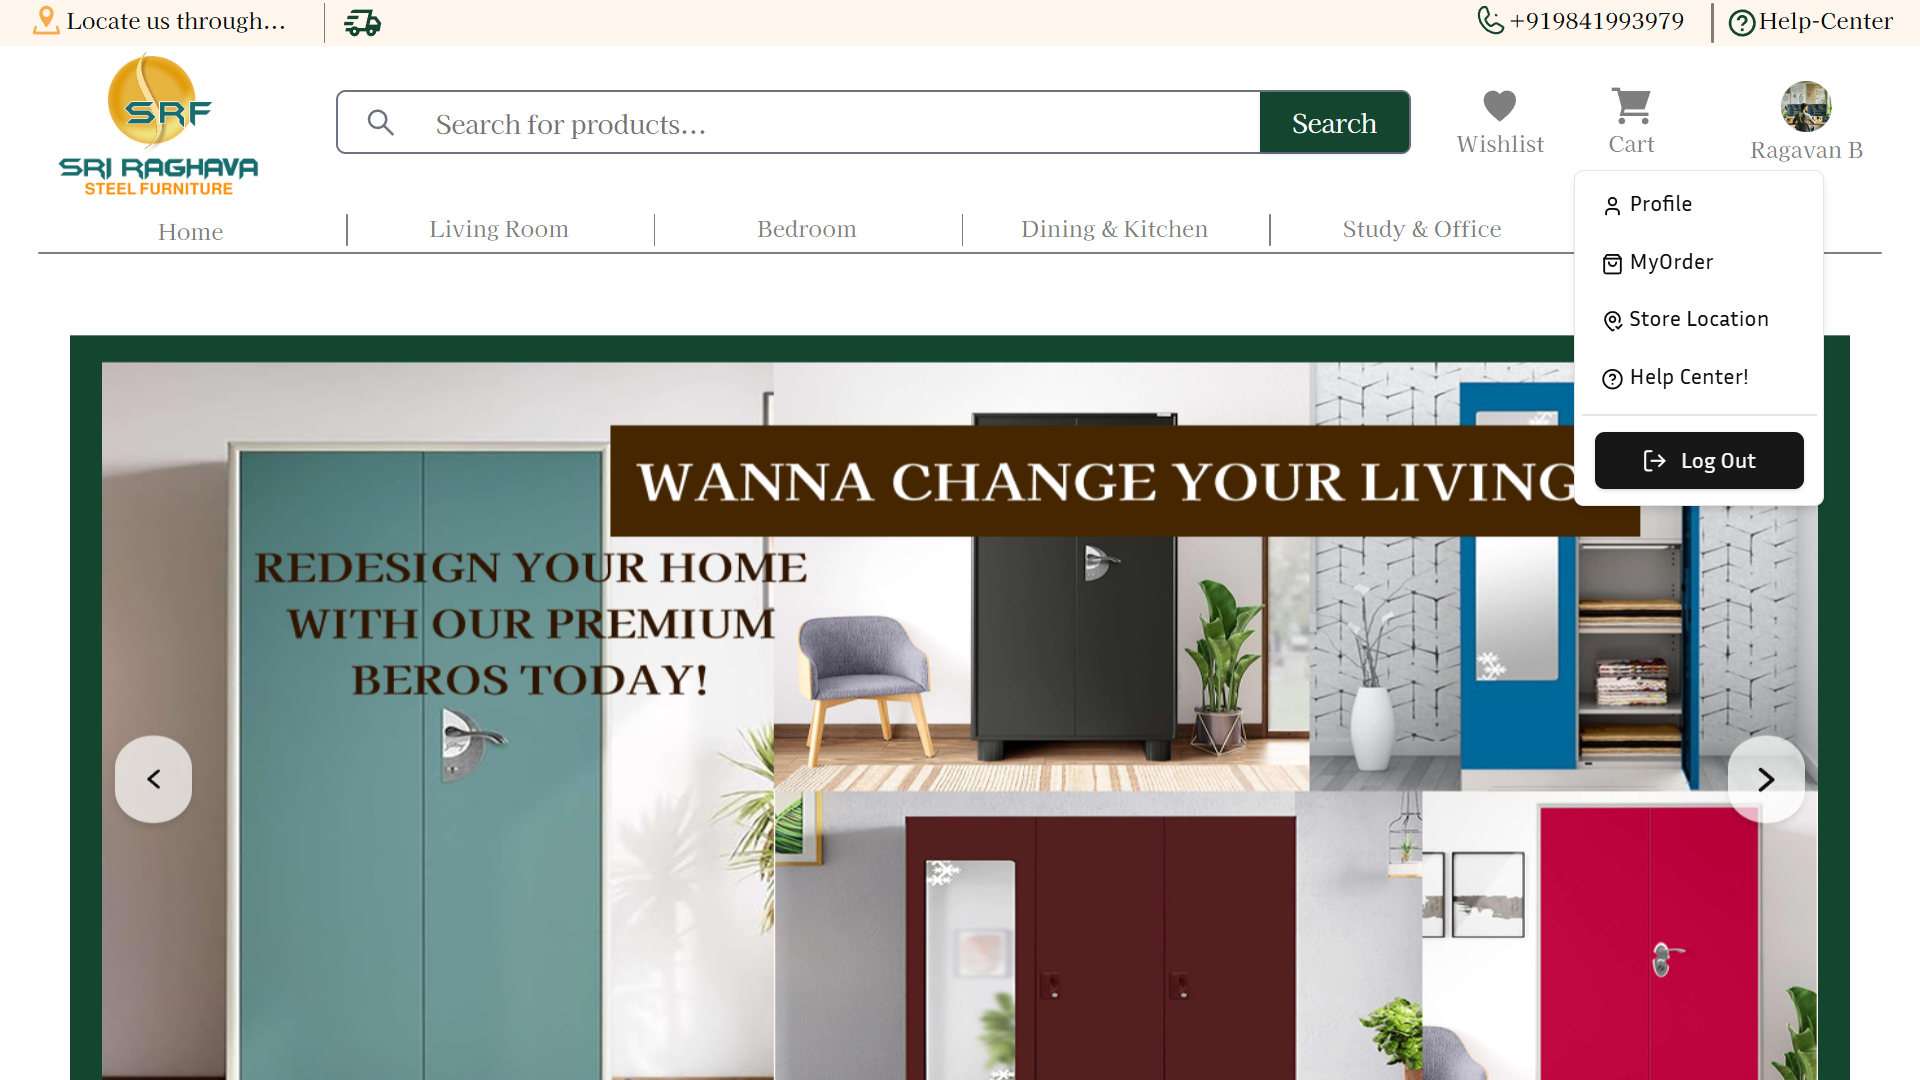 Locate us through...
+919841993979
Help-Center
SRF
SRI RAGHAVA
STEEL FURNITURE
Search for products...
Search
Wishlist
Cart
Ragavan B
Home
Living Room
Bedroom
Dining & Kitchen
Study & Office
Profile
MyOrder
Store Location
Help Center!
Log Out
WANNA CHANGE YOUR LIVING
REDESIGN YOUR HOME
WITH OUR PREMIUM
BEROS TODAY!